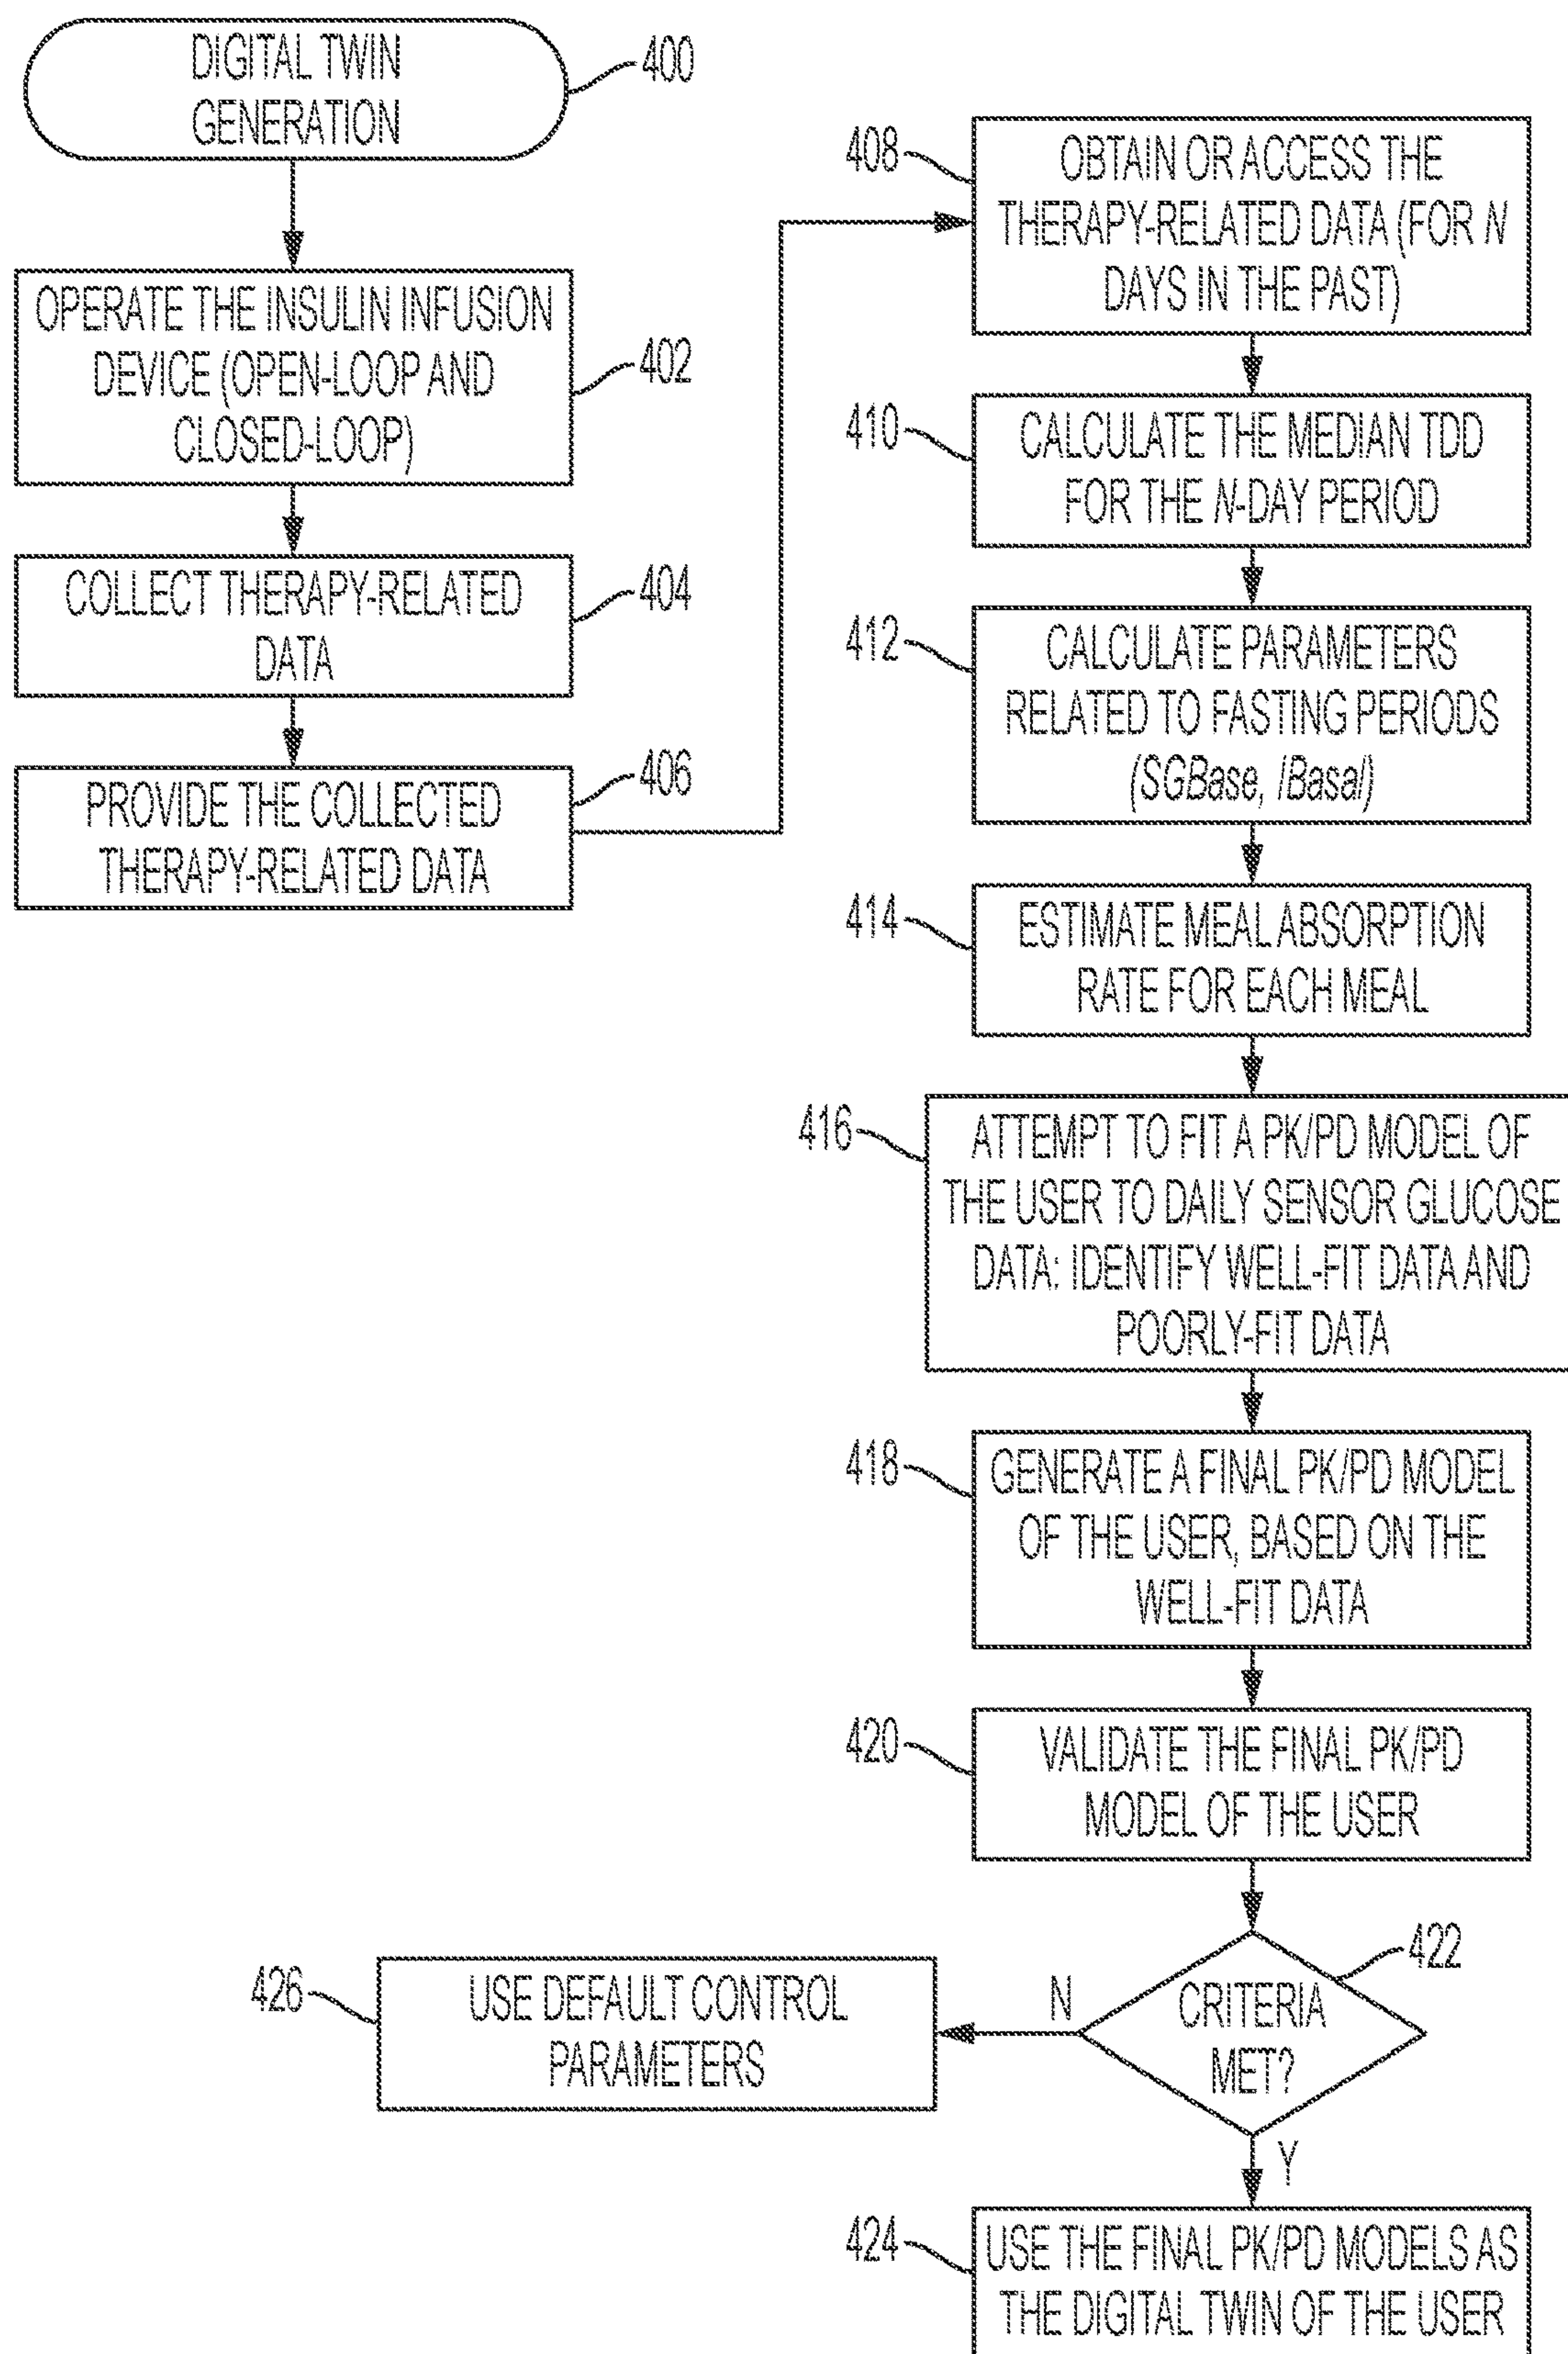 DIGITAL TWIN
GENERATION
400
OPERATE THE INSULIN INFUSION
DEVICE (OPEN-LOOP AND
CLOSED-LOOP)
402
COLLECT THERAPY-RELATED
DATA
404
PROVIDE THE COLLECTED
THERAPY-RELATED DATA
406
408
OBTAIN OR ACCESS THE
THERAPY-RELATED DATA (FOR N
DAYS IN THE PAST)
410
CALCULATE THE MEDIAN TDD
FOR THE N-DAY PERIOD
412
CALCULATE PARAMETERS
RELATED TO FASTING PERIODS
(SGBase, IBasal)
414
ESTIMATE MEAL ABSORPTION
RATE FOR EACH MEAL
416
ATTEMPT TO FIT A PK/PD MODEL OF
THE USER TO DAILY SENSOR GLUCOSE
DATA: IDENTIFY WELL-FIT DATA AND
POORLY-FIT DATA
418
GENERATE A FINAL PK/PD MODEL
OF THE USER, BASED ON THE
WELL-FIT DATA
420
VALIDATE THE FINAL PK/PD
MODEL OF THE USER
422
CRITERIA
MET?
N
Y
426
USE DEFAULT CONTROL
PARAMETERS
424
USE THE FINAL PK/PD MODELS AS
THE DIGITAL TWIN OF THE USER